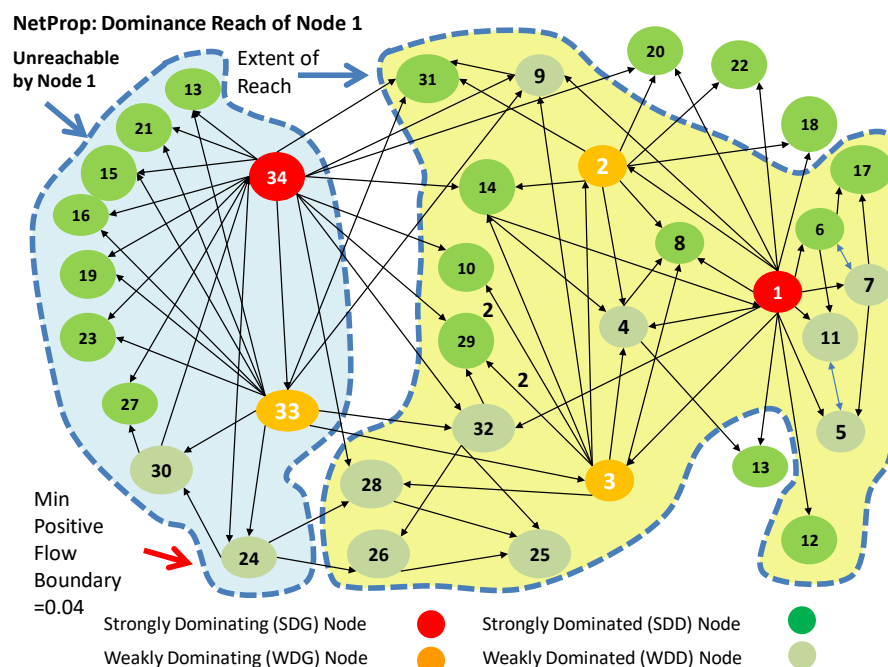 NetProp: Dominance Reach of Node 1
Unreachable
by Node 1
Extent of
Reach
20
22
13
31
9
21
18
2
17
15
34
14
16
6
8
10
19
1
7
2
4
23
29
11
2
27
33
32
5
30
3
13
28
Min
Positive
Flow
Boundary
=0.04
12
24
26
25
Strongly Dominating (SDG) Node
Strongly Dominated (SDD) Node
Weakly Dominating (WDG) Node
Weakly Dominated (WDD) Node